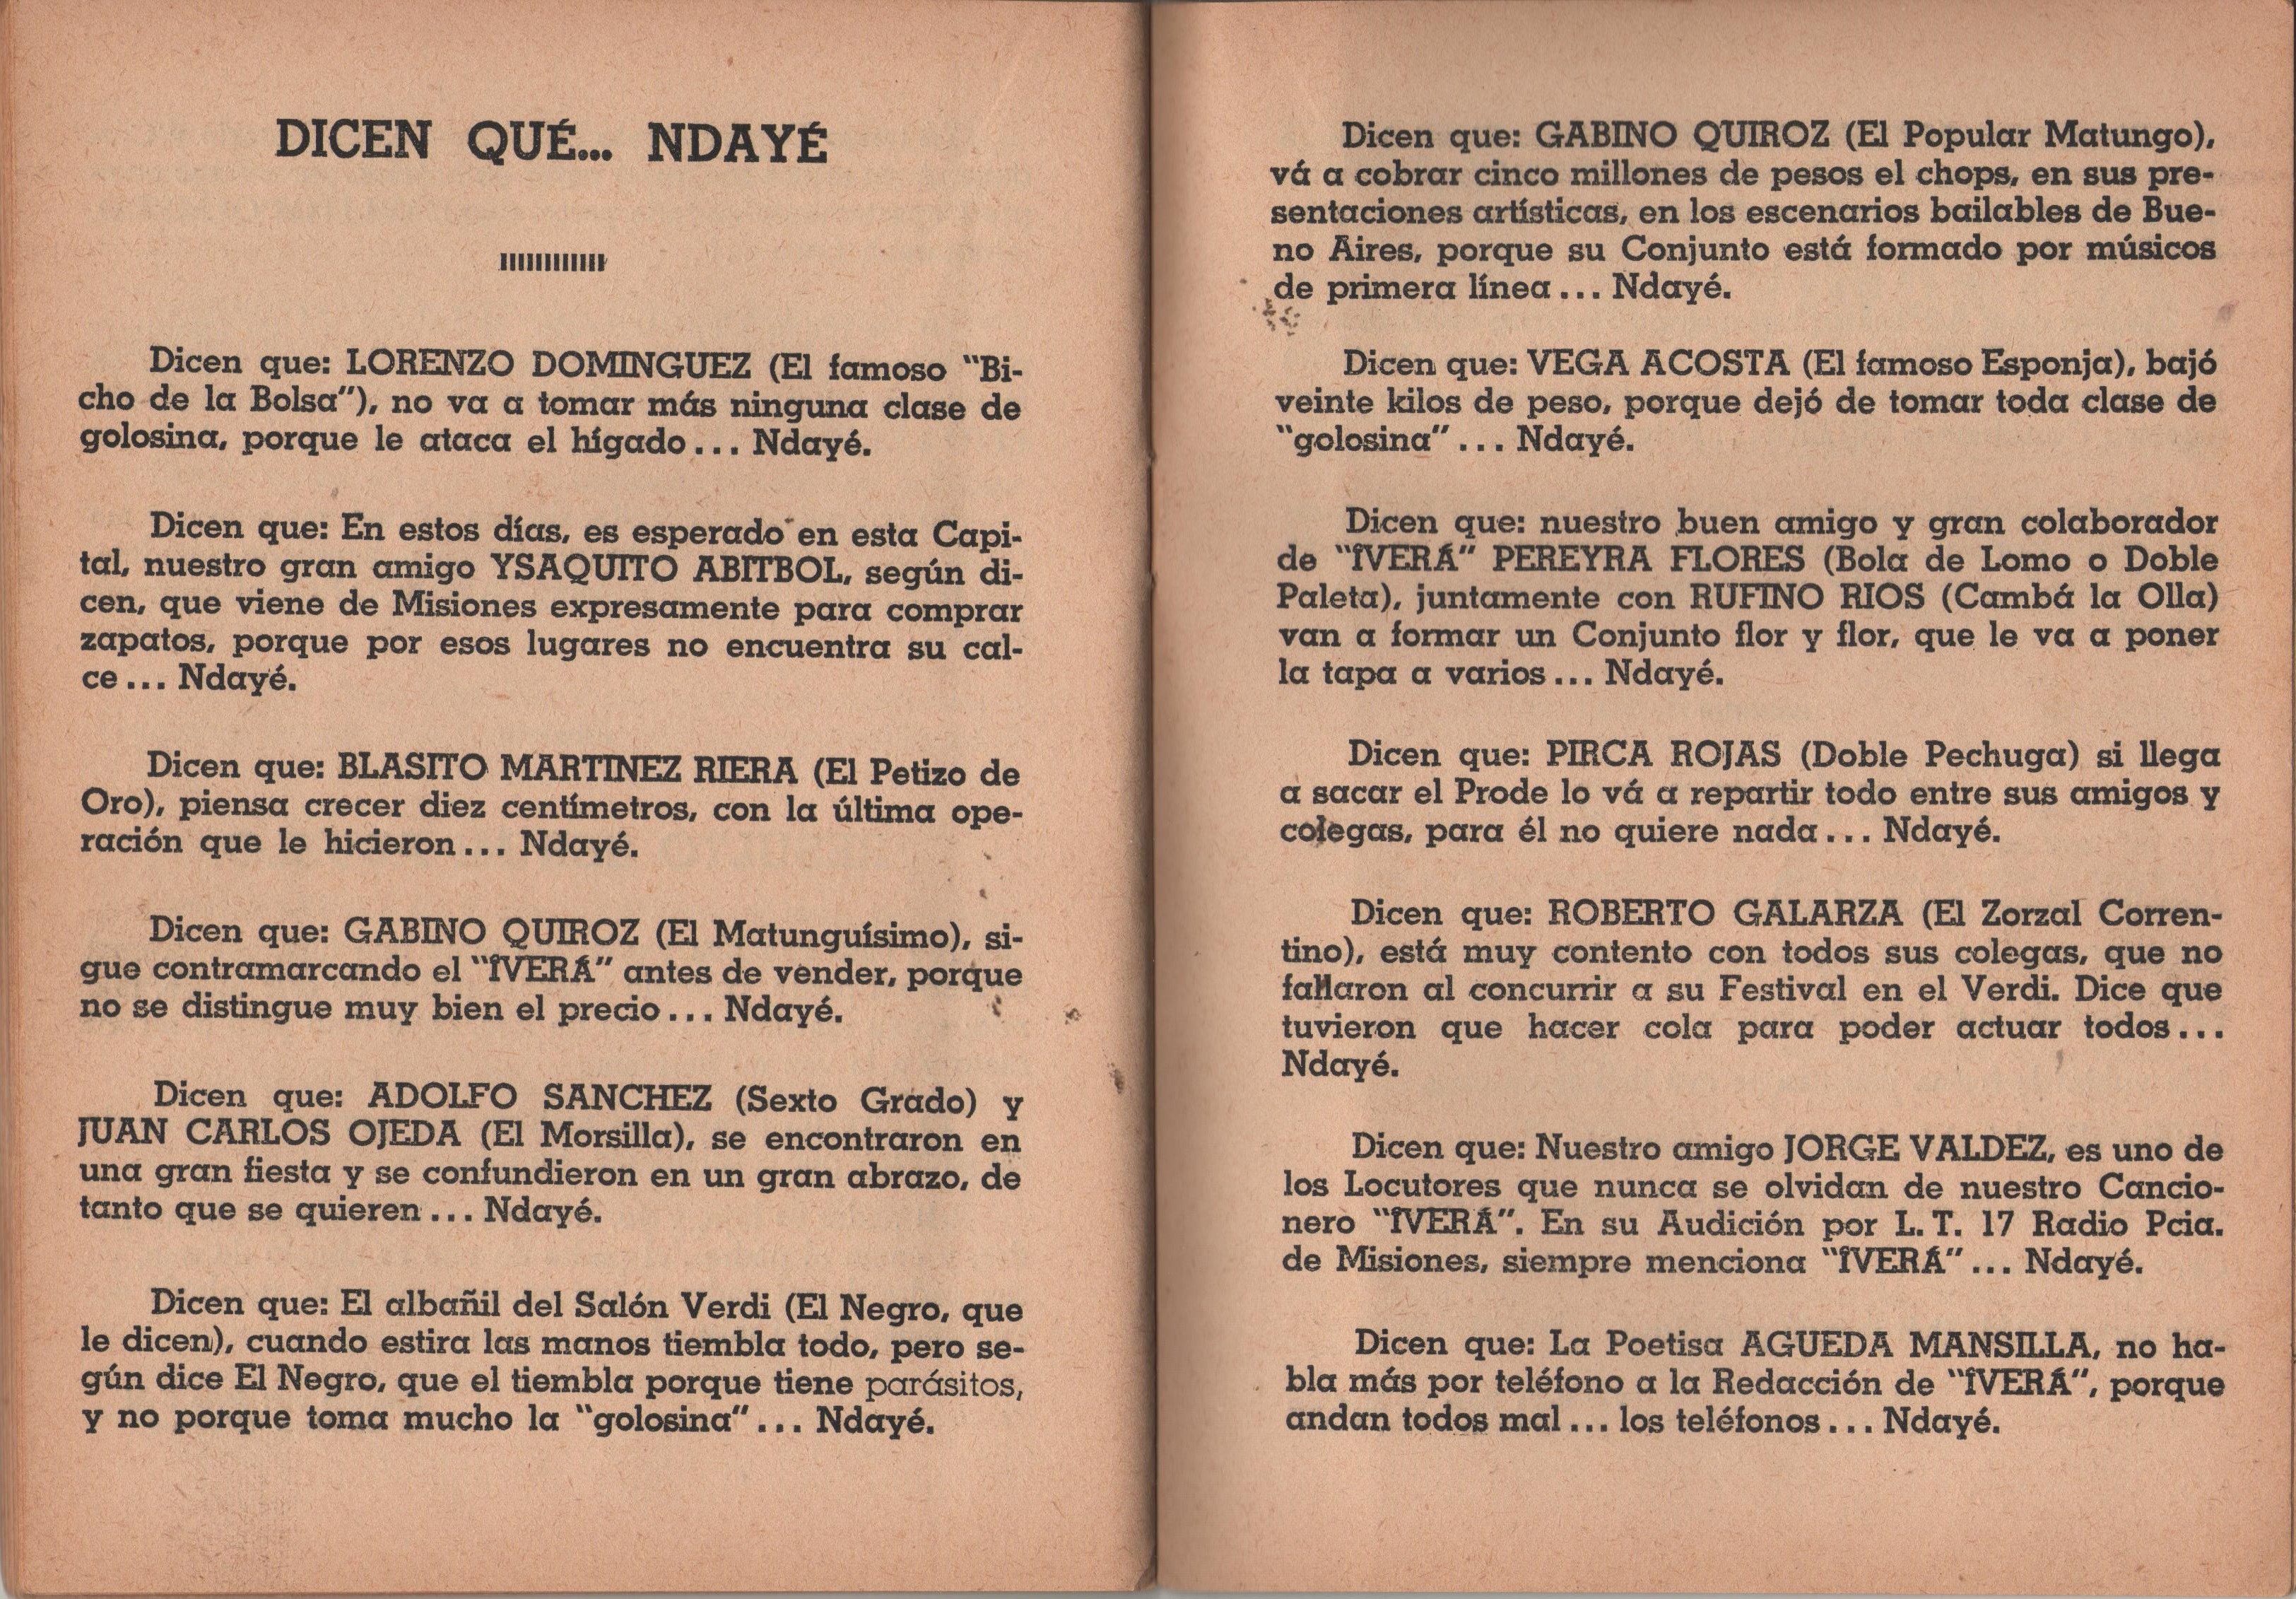 DICEN QUÉ... NDAYÉ
Dicen que: LORENZO DOMINGUEZ (El famoso "Bi-
cho de la Bolsa"), no va a tomar más ninguna clase de
golosina, porque le ataca el hígado... Ndayé.
Dicen que: En estos días, es esperado en esta Capi-
tal, nuestro gran amigo YSAQUITO ABITBOL, según di-
cen, que viene de Misiones expresamente para comprar
zapatos, porque por esos lugares no encuentra su cal-
ce... Ndayé.
Dicen que: BLASITO MARTINEZ RIERA (El Petizo de
Oro), piensa crecer diez centímetros, con la última ope-
ración que le hicieron... Ndayé.
Dicen que: GABINO QUIROZ (El Matunguísimo), si-
gue contramarcando el "ÎVERÁ" antes de vender, porque
no se distingue muy bien el precio... Ndayé.
Dicen que: ADOLFO SANCHEZ (Sexto Grado) y
JUAN CARLOS OJEDA (El Morsilla), se encontraron en
una gran fiesta y se confundieron en un gran abrazo, de
tanto que se quieren... Ndayé.
Dicen que: El albañil del Salón Verdi (El Negro, que
le dicen), cuando estira las manos tiembla todo, pero se-
gún dice El Negro, que el tiembla porque tiene parásitos,
y no porque toma mucho la "golosina"... Ndayé.
Dicen que: GABINO QUIROZ (El Popular Matungo),
vá a cobrar cinco millones de pesos el chops, en sus pre-
sentaciones artísticas, en los escenarios bailables de Bue-
no Aires, porque su Conjunto está formado por músicos
de primera línea... Ndayé.
Dicen que: VEGA ACOSTA (El famoso Esponja), bajó
veinte kilos de peso, porque dejó de tomar toda clase de
"golosina"... Ndayé.
Dicen que: nuestro buen amigo y gran colaborador
de "ÎVERÁ" PEREYRA FLORES (Bola de Lomo o Doble
Paleta), juntamente con RUFINO RIOS (Cambá la Olla)
van a formar un Conjunto flor y flor, que le va a poner
la tapa a varios... Ndayé.
Dicen que: PIRCA ROJAS (Doble Pechuga) si llega
a sacar el Prode lo vá a repartir todo entre sus amigos y
colegas, para él no quiere nada... Ndayé.
Dicen que: ROBERTO GALARZA (El Zorzal Corren-
tino), está muy contento con todos sus colegas, que no
fallaron al concurrir a su Festival en el Verdi. Dice que
tuvieron que hacer cola para poder actuar todos...
Ndayé.
Dicen que: Nuestro amigo JORGE VALDEZ, es uno de
los Locutores que nunca se olvidan de nuestro Cancio-
nero "ÎVERÁ". En su Audición por L. T. 17 Radio Pcia.
de Misiones, siempre menciona "ÎVERÁ"... Ndayé.
Dicen que: La Poetisa AGUEDA MANSILLA, no ha-
bla más por teléfono a la Redacción de "ÎVERÁ", porque
andan todos mal... los teléfonos... Ndayé.